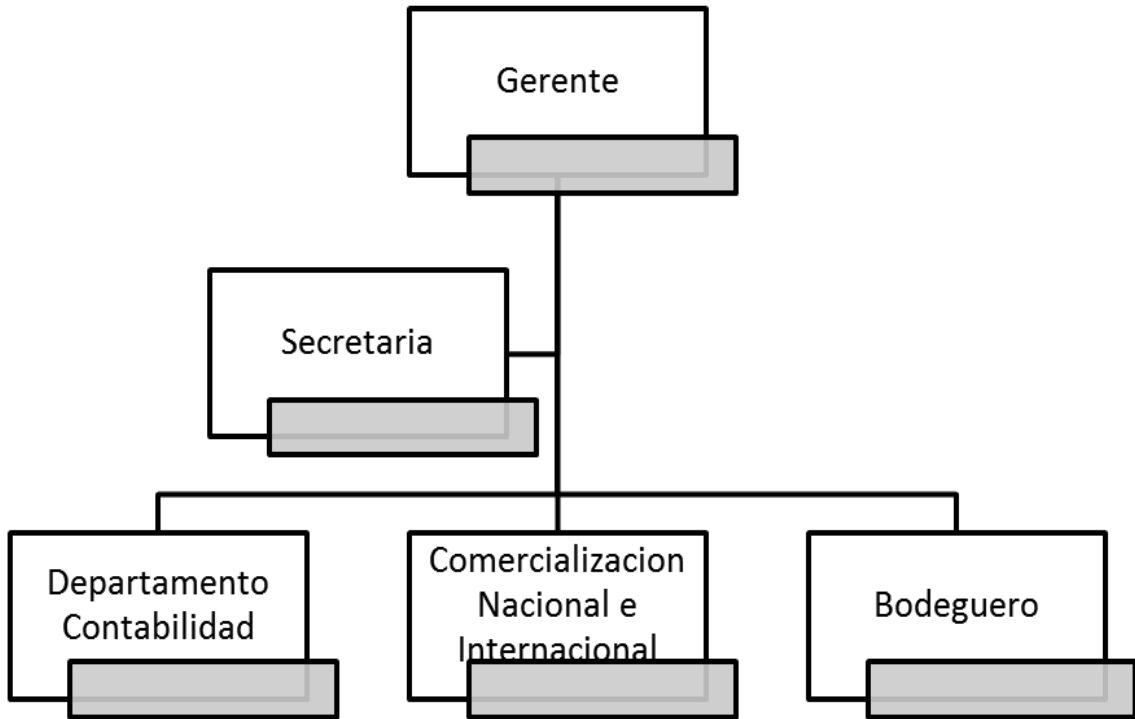 Gerente
Secretaria
Departamento
Contabilidad
Comercializacion
Nacional e
Internacional
Bodeguero